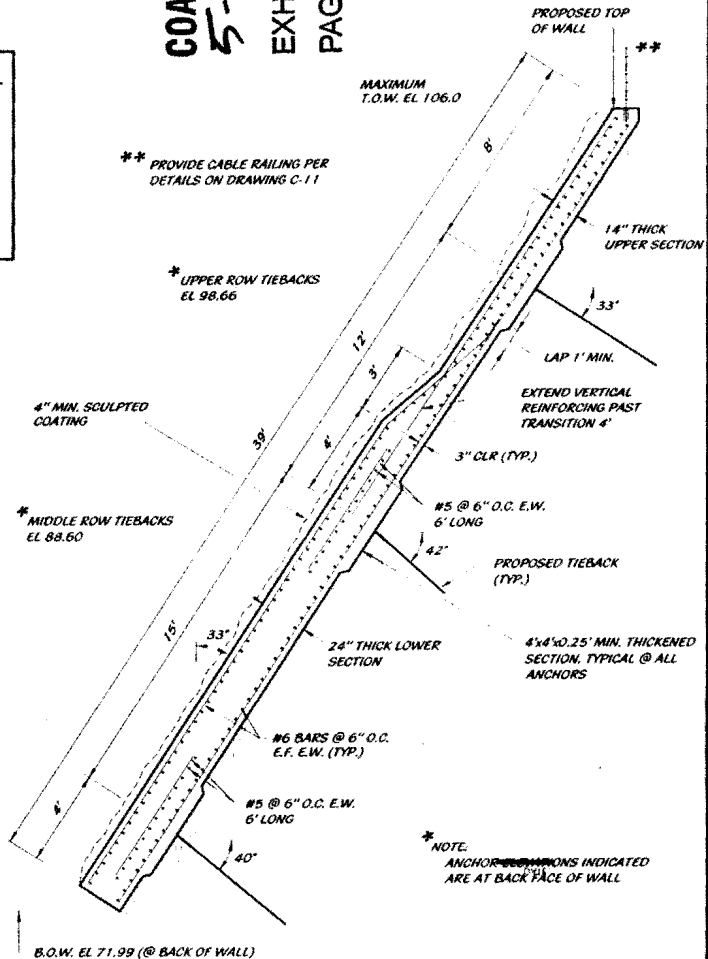 COA
5-
EXH
PAG
PROPOSED TOP
OF WALL
**
MAXIMUM
T.O.W. EL 106.0
8'
** PROVIDE CABLE RAILING PER
DETAILS ON DRAWING C-11
14" THICK
UPPER SECTION
* UPPER ROW TIEBACKS
EL 98.66
33°
12'
3'
LAP 1' MIN.
4" MIN. SCULPTED
COATING
39'
4'
EXTEND VERTICAL
REINFORCING PAST
TRANSITION 4'
3" CLR (TYP.)
#5 @ 6" O.C. E.W.
6' LONG
* MIDDLE ROW TIEBACKS
EL 88.60
42°
PROPOSED TIEBACK
(TYP.)
15'
33°
24" THICK LOWER
SECTION
4'x4'x0.25' MIN. THICKENED
SECTION, TYPICAL @ ALL
ANCHORS
#6 BARS @ 6" O.C.
E.F. E.W. (TYP.)
4'
#5 @ 6" O.C. E.W.
6' LONG
40°
* NOTE:
ANCHOR ELEVATIONS INDICATED
ARE AT BACK FACE OF WALL
B.O.W. EL 71.99 (@ BACK OF WALL)